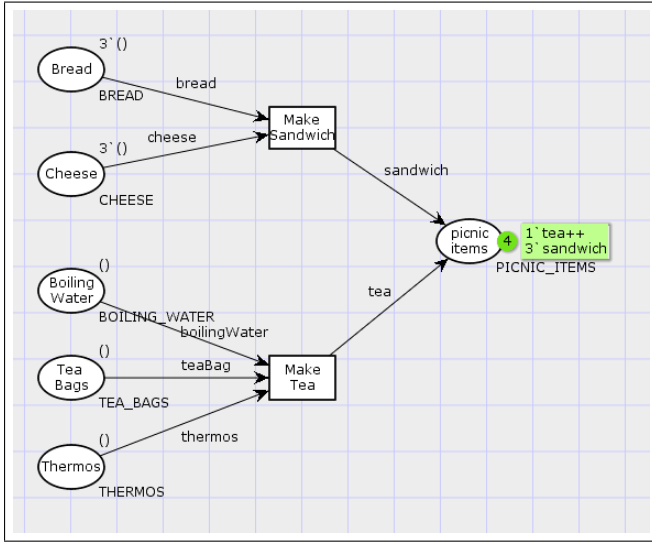 3`()
Bread
BREAD
bread
3`()
Cheese
CHEESE
cheese
Make
Sandwich
sandwich
picnic
items
4
1`tea++
3`sandwich
PICNIC_ITEMS
()
Boiling
Water
BOILING_WATER
boilingWater
()
Tea
Bags
TEA_BAGS
teaBag
Make
Tea
tea
()
Thermos
THERMOS
thermos